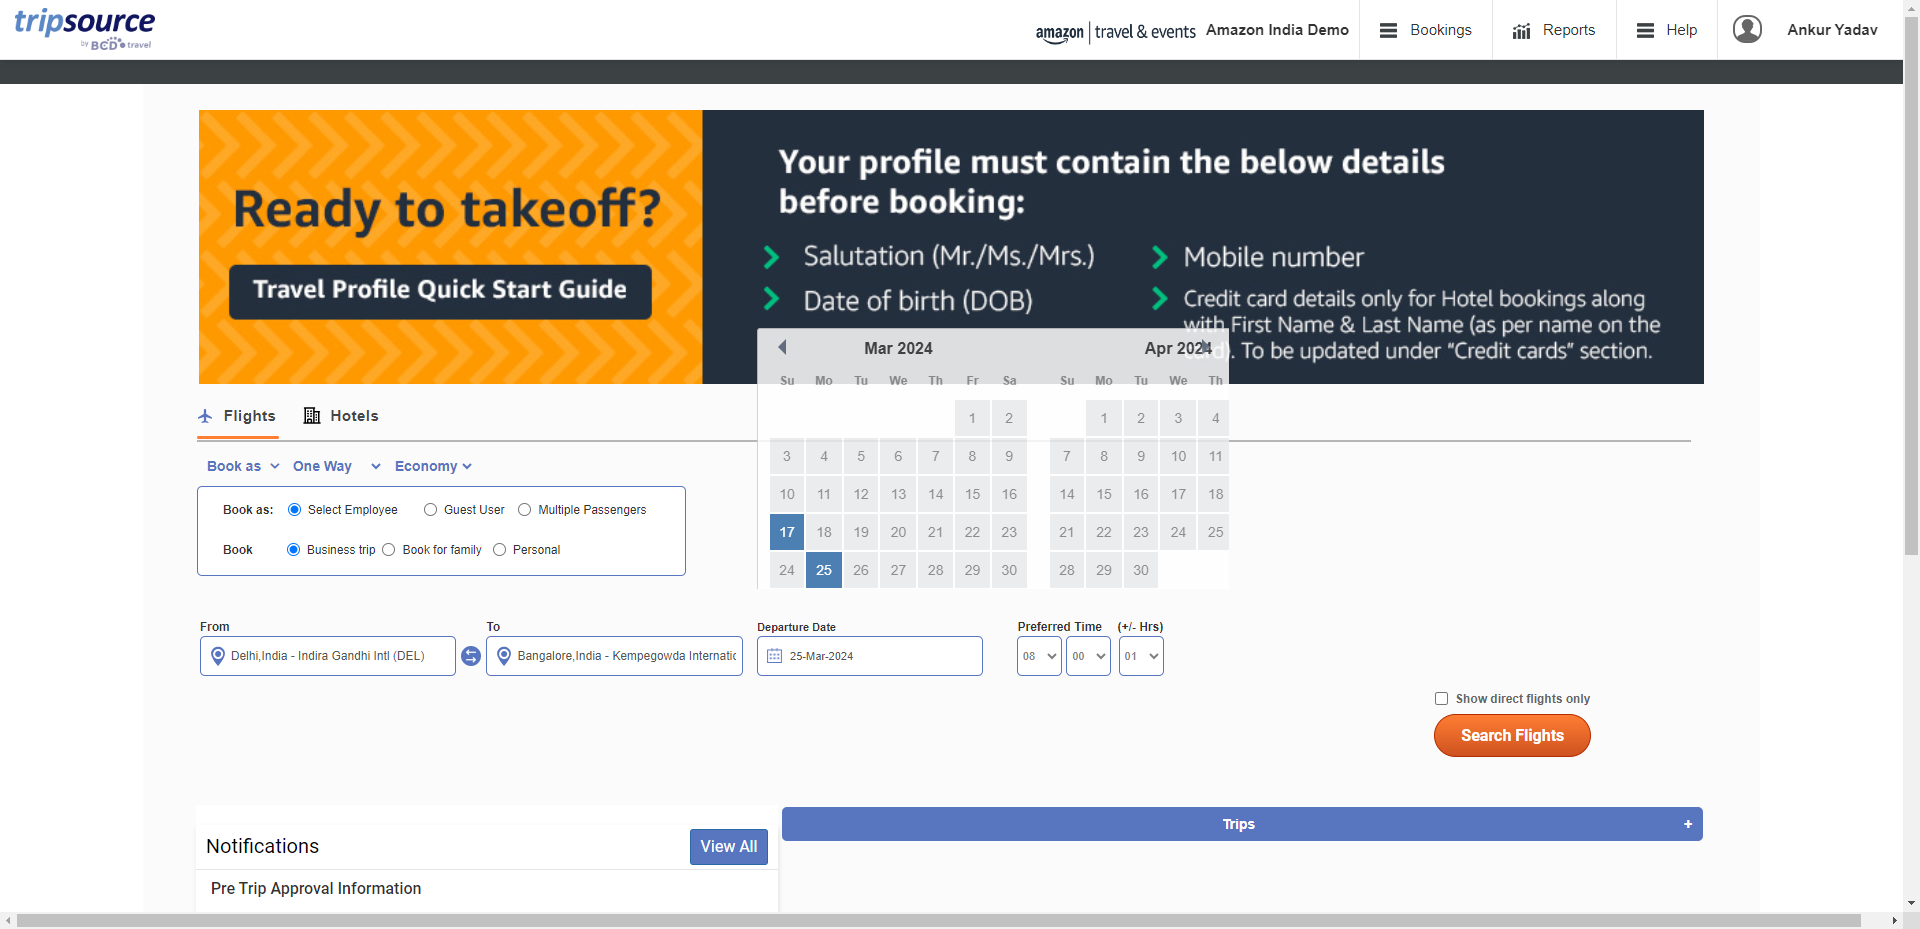 tripsource
by BCD travel
amazon | travel & events Amazon India Demo
Bookings
Reports
Help
Ankur Yadav
Ready to takeoff?
Travel Profile Quick Start Guide
Your profile must contain the below details
before booking:
Salutation (Mr./Ms./Mrs.)
Date of birth (DOB)
Mobile number
Credit card details only for Hotel bookings along
with First Name & Last Name (as per name on the
card). To be updated under “Credit cards” section.
Mar 2024
Su Mo Tu We Th Fr Sa
1 2
3 4 5 6 7 8 9
10 11 12 13 14 15 16
17 18 19 20 21 22 23
24 25 26 27 28 29 30
Apr 2024
Su Mo Tu We Th
1 2 3 4
7 8 9 10 11
14 15 16 17 18
21 22 23 24 25
28 29 30
Flights
Hotels
Book as One Way Economy
Book as: Select Employee Guest User Multiple Passengers
Book Business trip Book for family Personal
From
Delhi,India - Indira Gandhi Intl (DEL)
To
Bangalore,India - Kempegowda Internatic
Departure Date
25-Mar-2024
Preferred Time (+/- Hrs)
08 00 01
Show direct flights only
Search Flights
Notifications
View All
Trips +
Pre Trip Approval Information